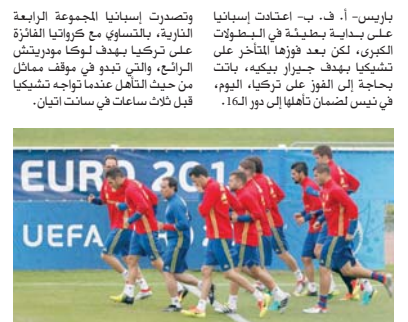 باريس- أ. ف. ب- اعتادت إسبانيا
على بداية بطيئة في البطولات
الكبرى، لكن بعد فوزها المتأخر على
تشيكيا بهدف جيرار بيكيه، باتت
بحاجة إلى الفوز على تركيا، اليوم،
في نيس لضمان تأهلها إلى دور الـ16.
وتصدرت إسبانيا المجموعة الرابعة
النارية، بالتساوي مع كرواتيا الفائزة
على تركيا بهدف لوكا مودريتش
الرائع، والتي تبدو في موقف مماثل
من حيث التأهل عندما تواجه تشيكيا
قبل ثلاث ساعات في سانت اتيان.
EURO 201
UEFA